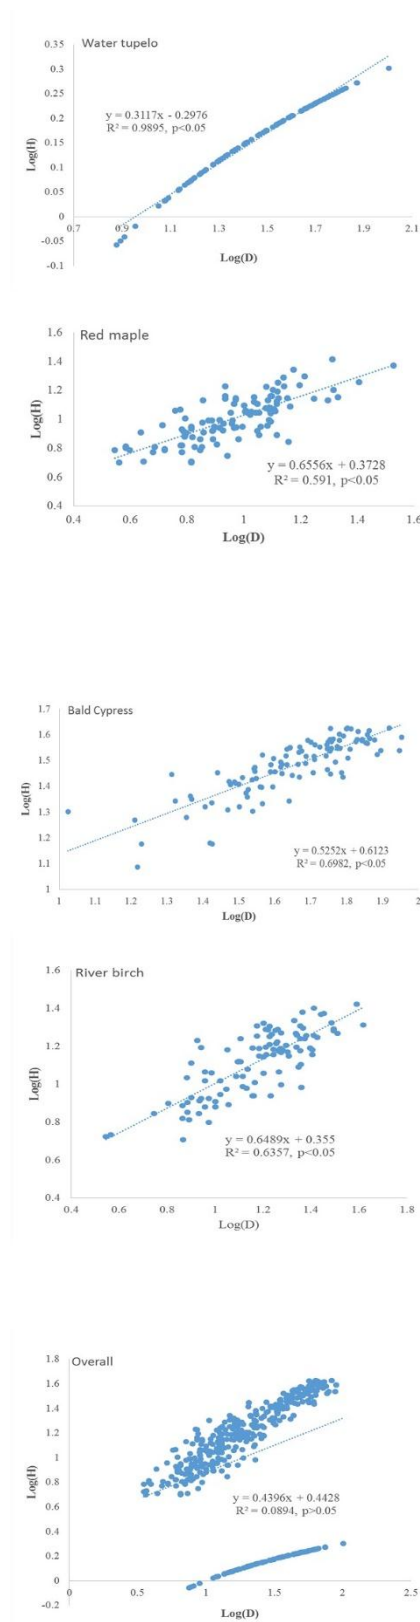 Water tupelo
0.35
0.3
0.25
0.2
0.15
0.1
0.05
0
-0.05
-0.1
y = 0.3117x - 0.2976
R² = 0.9895, p<0.05
Log(H)
0.7 0.9 1.1 1.3 1.5 1.7 1.9 2.1
Log(D)
Red maple
1.6
1.4
1.2
1
0.8
0.6
0.4
Log(H)
y = 0.6556x + 0.3728
R² = 0.591, p<0.05
0.4 0.6 0.8 1 1.2 1.4 1.6
Log(D)
Bald Cypress
1.7
1.6
1.5
1.4
1.3
1.2
1.1
1
Log(H)
y = 0.5252x + 0.6123
R² = 0.6982, p<0.05
1 1.1 1.2 1.3 1.4 1.5 1.6 1.7 1.8 1.9 2
Log(D)
River birch
1.6
1.4
1.2
1
0.8
0.6
0.4
Log(H)
y = 0.6489x + 0.355
R² = 0.6357, p<0.05
0.4 0.6 0.8 1 1.2 1.4 1.6 1.8
Log(D)
Overall
1.8
1.6
1.4
1.2
1
0.8
0.6
0.4
0.2
0
-0.2
Log(H)
y = 0.4396x + 0.4428
R² = 0.0894, p>0.05
0 0.5 1 1.5 2 2.5
Log(D)